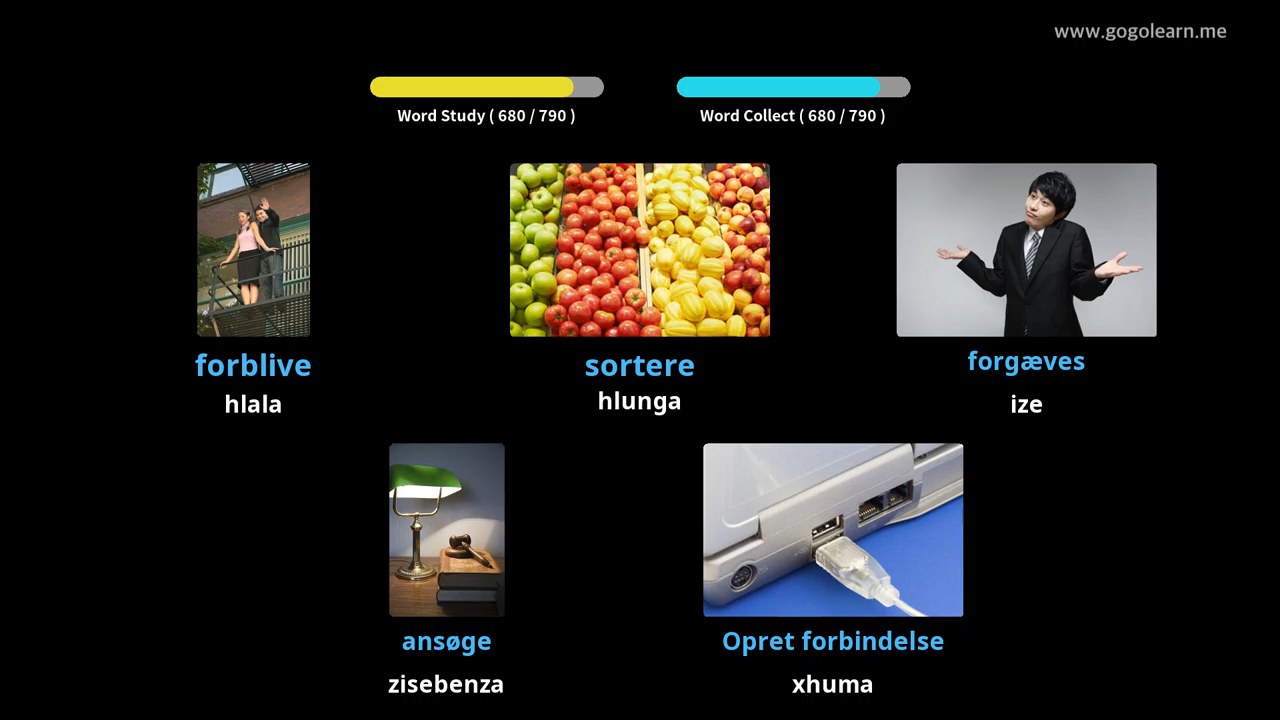 www.gogolearn.me
Word Study ( 680 / 790 )
Word Collect ( 680 / 790 )
forblive
hlala
sortere
hlunga
forgæves
ize
ansøge
zisebenza
Opret forbindelse
xhuma